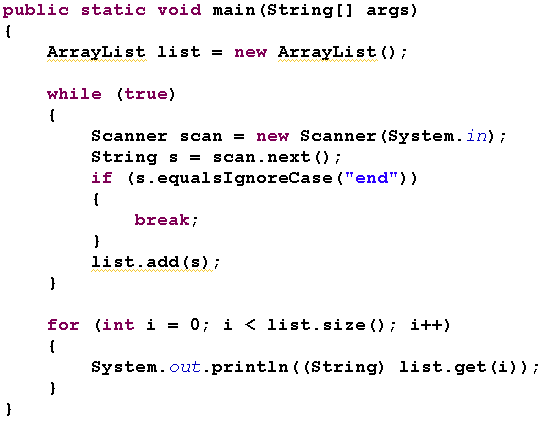 public static void main(String[] args)
{
    ArrayList list = new ArrayList();

    while (true)
    {
        Scanner scan = new Scanner(System.in);
        String s = scan.next();
        if (s.equalsIgnoreCase("end"))
        {
            break;
        }
        list.add(s);
    }

    for (int i = 0; i < list.size(); i++)
    {
        System.out.println((String) list.get(i));
    }
}